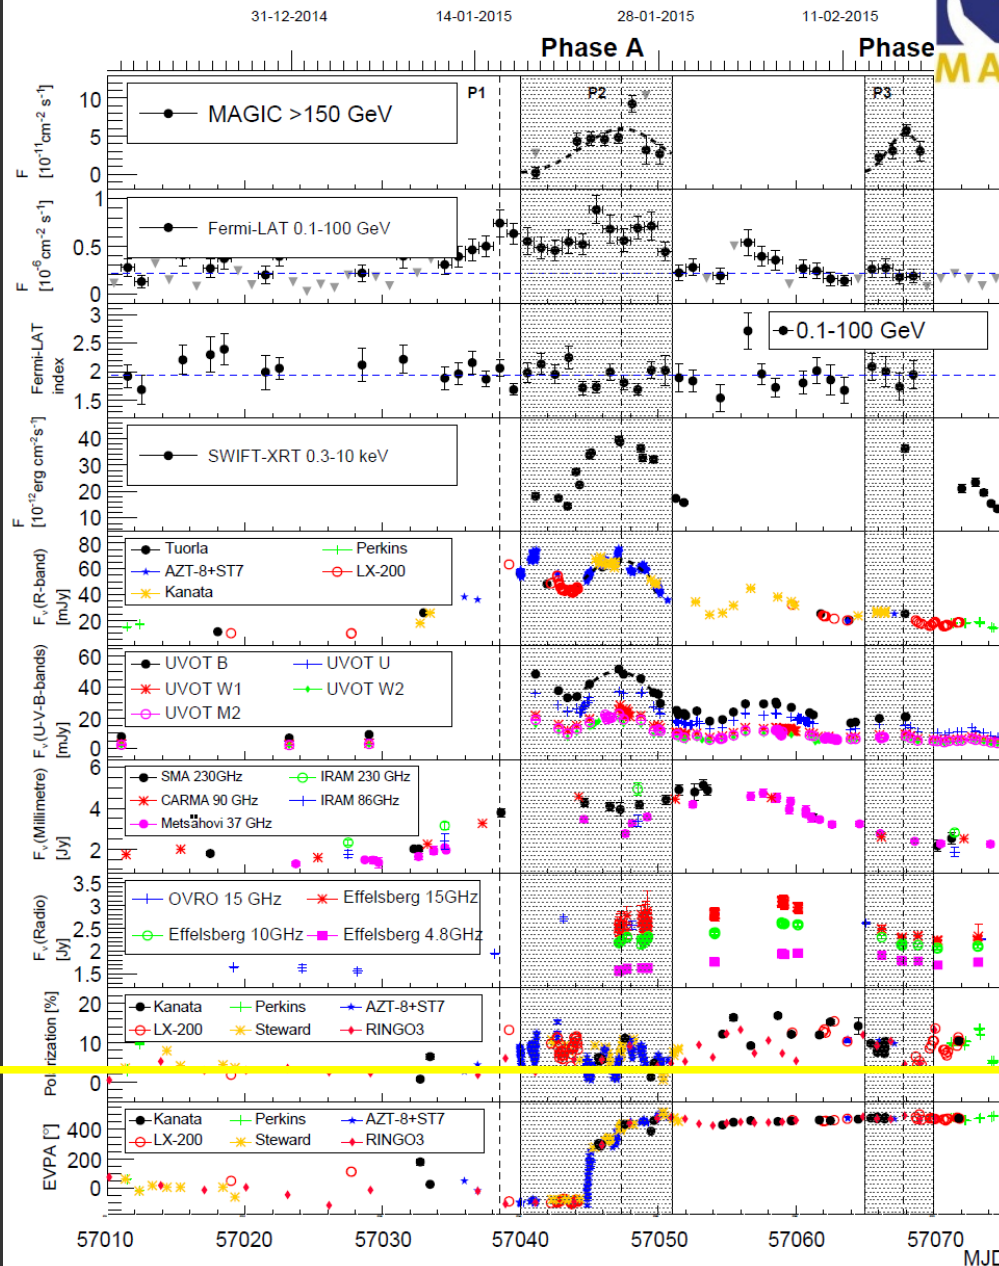 31-12-2014 14-01-2015 28-01-2015 11-02-2015
Phase A Phase
MA
P1 P2 P3
MAGIC >150 GeV
F
[10⁻¹¹cm⁻² s⁻¹]
10
5
0
Fermi-LAT 0.1-100 GeV
F
[10⁻⁶cm⁻² s⁻¹]
1
0.5
0
0.1-100 GeV
Fermi-LAT
index
3
2.5
2
1.5
SWIFT-XRT 0.3-10 keV
F
[10⁻¹²erg cm⁻²s⁻¹]
40
30
20
10
Tuorla Perkins
AZT-8+ST7 LX-200
Kanata
Fᵥ(R-band)
[mJy]
80
60
40
20
UVOT B UVOT U
UVOT W1 UVOT W2
UVOT M2
Fᵥ(U-V-B-bands)
[mJy]
60
40
20
0
SMA 230GHz IRAM 230 GHz
CARMA 90 GHz IRAM 86GHz
Metsähovi 37 GHz
Fᵥ(Millimetre)
[Jy]
6
4
2
OVRO 15 GHz Effelsberg 15GHz
Effelsberg 10GHz Effelsberg 4.8GHz
Fᵥ(Radio)
[Jy]
3.5
3
2.5
2
1.5
Kanata Perkins AZT-8+ST7
LX-200 Steward RINGO3
Polarization [%]
20
10
0
Kanata Perkins AZT-8+ST7
LX-200 Steward RINGO3
EVPA [°]
400
200
0
57010 57020 57030 57040 57050 57060 57070
MJD